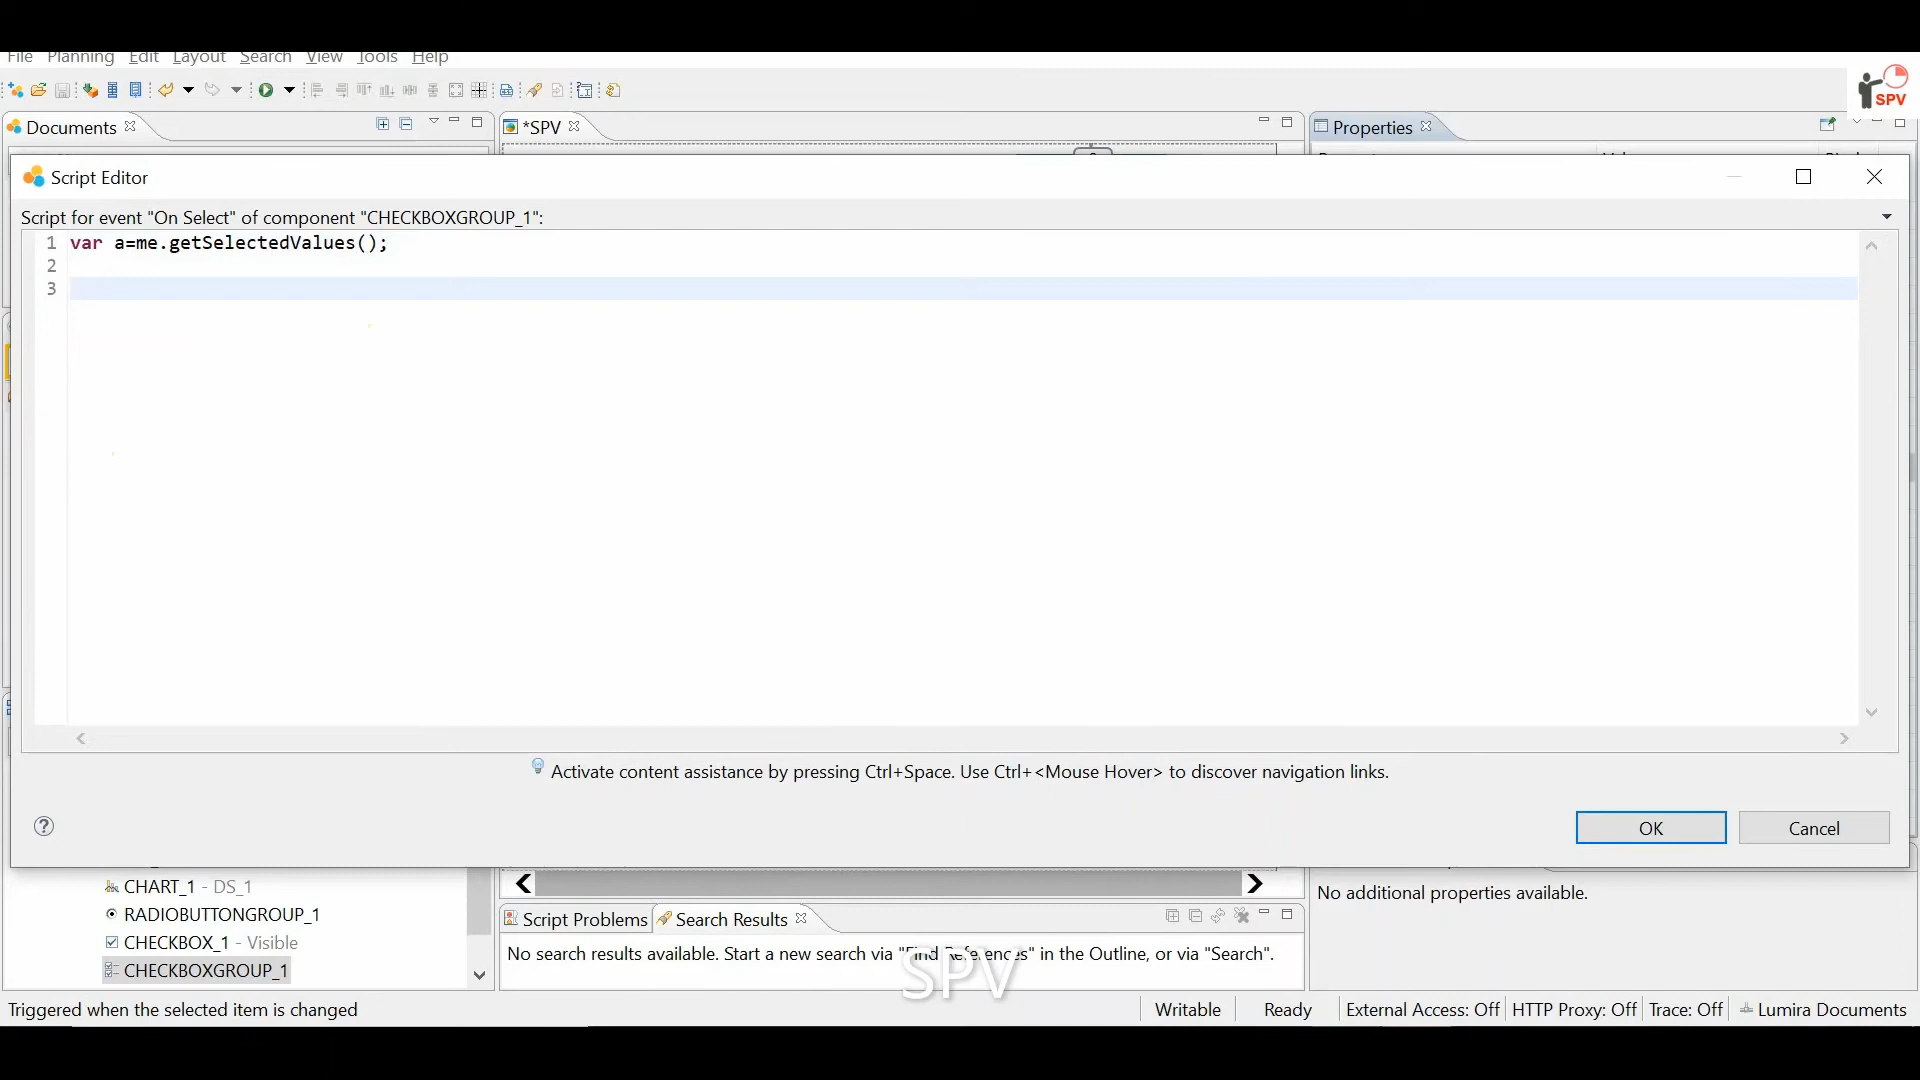 File Planning Edit Layout Search View Tools Help
SPV
Documents
*SPV
Properties
Script Editor
Script for event "On Select" of component "CHECKBOXGROUP_1":
1 var a=me.getSelectedValues();
2
3
Activate content assistance by pressing Ctrl+Space. Use Ctrl+<Mouse Hover> to discover navigation links.
OK
Cancel
CHART_1 - DS_1
RADIOBUTTONGROUP_1
CHECKBOX_1 - Visible
CHECKBOXGROUP_1
Script Problems
Search Results
No search results available. Start a new search via "Find References" in the Outline, or via "Search".
SPV
No additional properties available.
Triggered when the selected item is changed
Writable
Ready
External Access: Off
HTTP Proxy: Off
Trace: Off
Lumira Documents